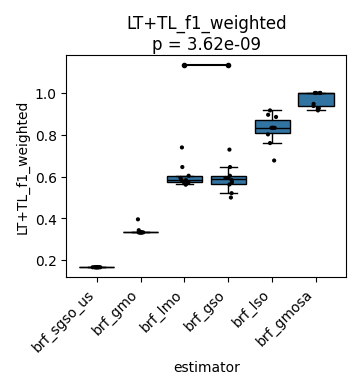 LT+TL_f1_weighted
p = 3.62e-09
LT+TL_f1_weighted
1.0
0.8
0.6
0.4
0.2
brf_sgso_us
brf_gmo
brf_lmo
brf_gso
brf_lso
brf_gmosa
estimator